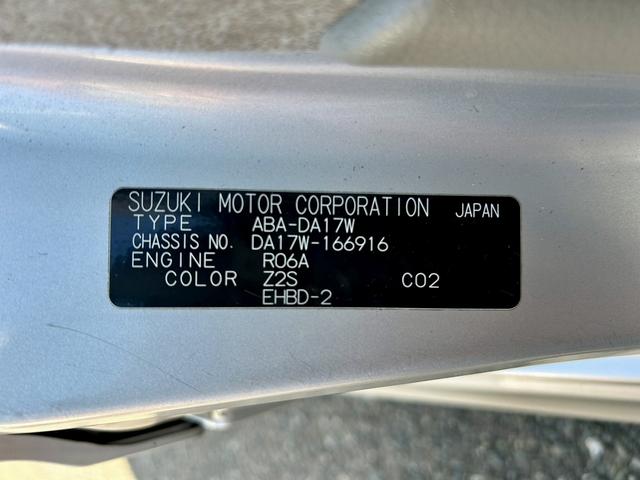 SUZUKI MOTOR CORPORATION JAPAN
TYPE ABA-DA17W
CHASSIS NO. DA17W-166916
ENGINE R06A
COLOR Z2S C02
EHBD-2